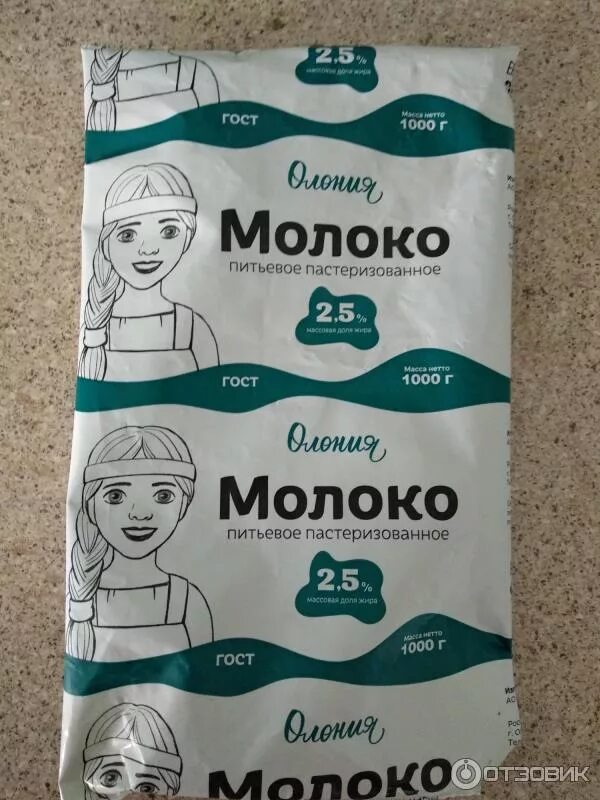 2,5%
массовая доля жира
ГОСТ
Масса нетто
1000 г
Олония
Молоко
питьевое пастеризованное
2,5%
массовая доля жира
ГОСТ
Масса нетто
1000 г
Олония
Молоко
питьевое пастеризованное
2,5%
массовая доля жира
ГОСТ
Масса нетто
1000 г
Олония
Молоко
ОТЗОВИК